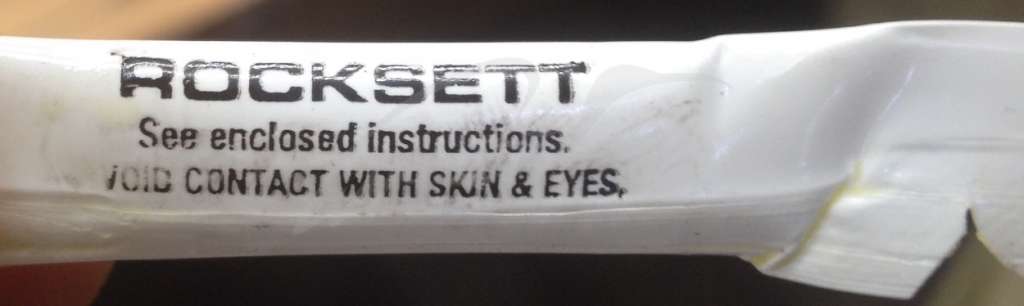 ROCKSETT
See enclosed instructions.
VOID CONTACT WITH SKIN & EYES.